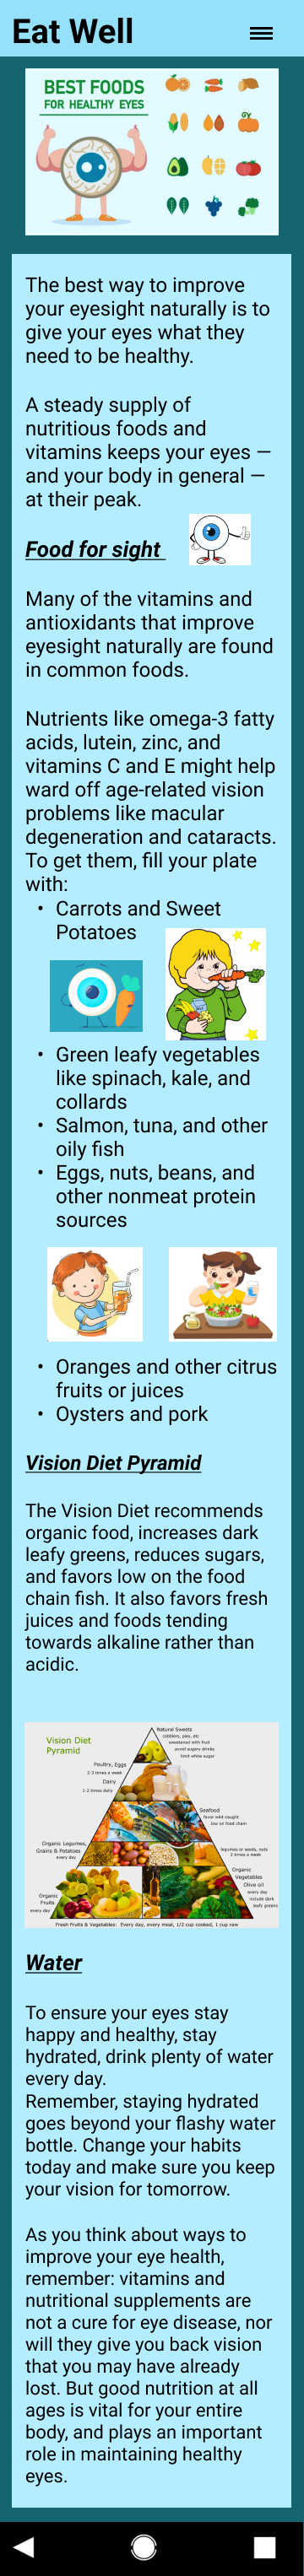 Eat Well
BEST FOODS
FOR HEALTHY EYES
The best way to improve
your eyesight naturally is to
give your eyes what they
need to be healthy.
A steady supply of
nutritious foods and
vitamins keeps your eyes —
and your body in general —
at their peak.
Food for sight
Many of the vitamins and
antioxidants that improve
eyesight naturally are found
in common foods.
Nutrients like omega-3 fatty
acids, lutein, zinc, and
vitamins C and E might help
ward off age-related vision
problems like macular
degeneration and cataracts.
To get them, fill your plate
with:
• Carrots and Sweet
Potatoes
• Green leafy vegetables
like spinach, kale, and
collards
• Salmon, tuna, and other
oily fish
• Eggs, nuts, beans, and
other nonmeat protein
sources
• Oranges and other citrus
fruits or juices
• Oysters and pork
Vision Diet Pyramid
The Vision Diet recommends
organic food, increases dark
leafy greens, reduces sugars,
and favors low on the food
chain fish. It also favors fresh
juices and foods tending
towards alkaline rather than
acidic.
Vision Diet
Pyramid
Natural Sweets
cobblers, pies, etc
sweetened with fruit
avoid sugary drinks
limit white sugar
Poultry, Eggs
2-3 times a week
Dairy
1-2 times daily
Seafood
favor wild-caught
low on food chain
Organic Legumes,
Grains & Potatoes
every day
legumes or seeds, nuts
2 times a week
Organic
Vegetables
Olive oil
every day
include dark
leafy greens
Organic
Fruits
every day
Fresh Fruits & Vegetables: Every day, every meal, 1/2 cup cooked, 1 cup raw
Water
To ensure your eyes stay
happy and healthy, stay
hydrated, drink plenty of water
every day.
Remember, staying hydrated
goes beyond your flashy water
bottle. Change your habits
today and make sure you keep
your vision for tomorrow.
As you think about ways to
improve your eye health,
remember: vitamins and
nutritional supplements are
not a cure for eye disease, nor
will they give you back vision
that you may have already
lost. But good nutrition at all
ages is vital for your entire
body, and plays an important
role in maintaining healthy
eyes.